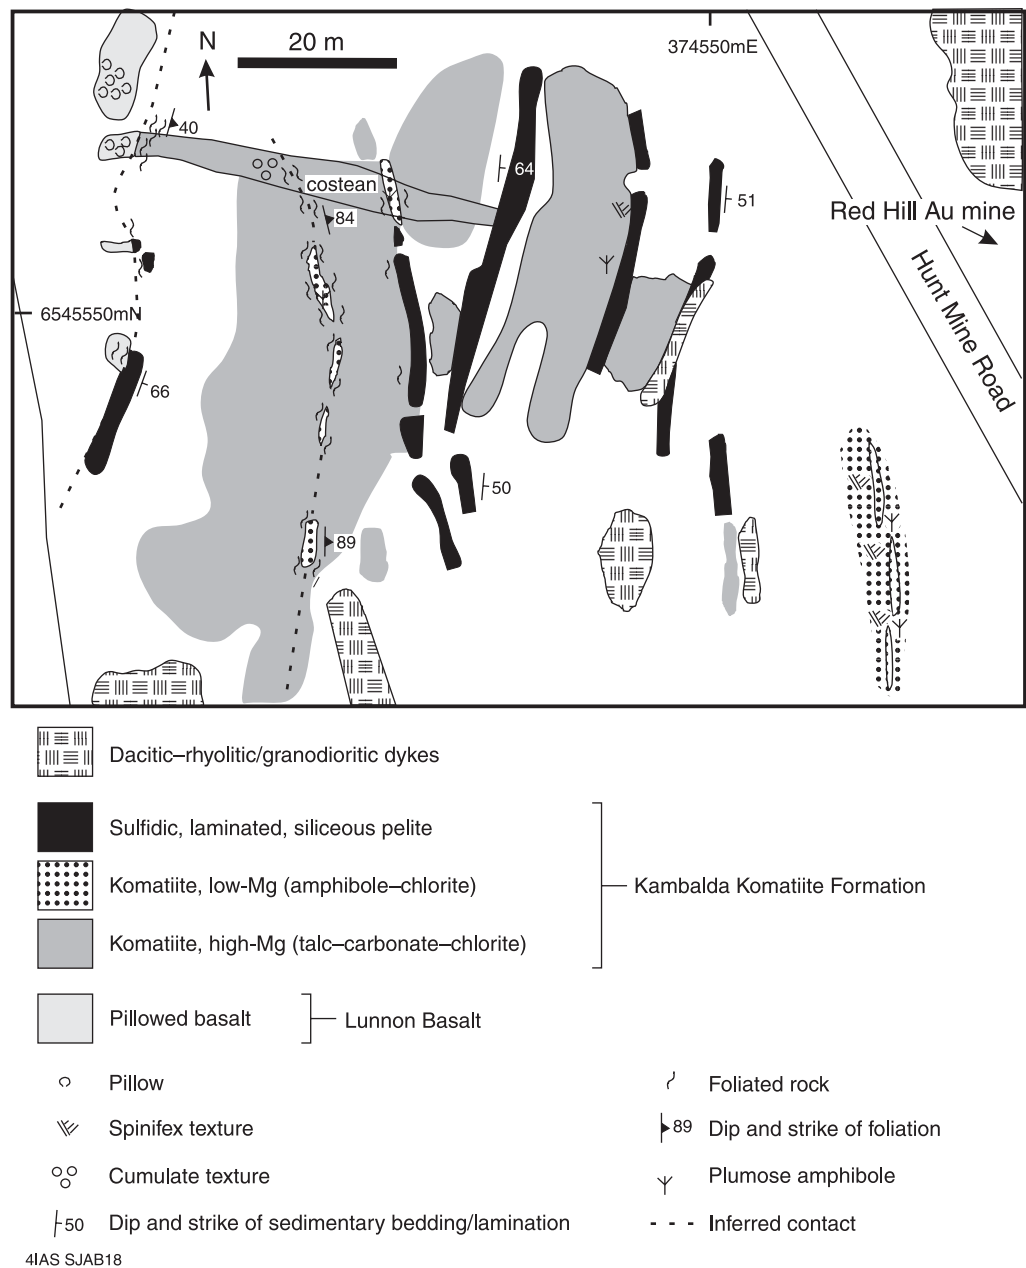 N
20 m
374550mE
40
costean
64
84
51
Red Hill Au mine
Hunt Mine Road
6545550mN
66
50
89
Dacitic–rhyolitic/granodioritic dykes
Sulfidic, laminated, siliceous pelite
Komatiite, low-Mg (amphibole–chlorite)
Kambalda Komatiite Formation
Komatiite, high-Mg (talc–carbonate–chlorite)
Pillowed basalt
Lunnon Basalt
Pillow
Foliated rock
Spinifex texture
89 Dip and strike of foliation
Cumulate texture
Plumose amphibole
50 Dip and strike of sedimentary bedding/lamination
Inferred contact
4IAS SJAB18